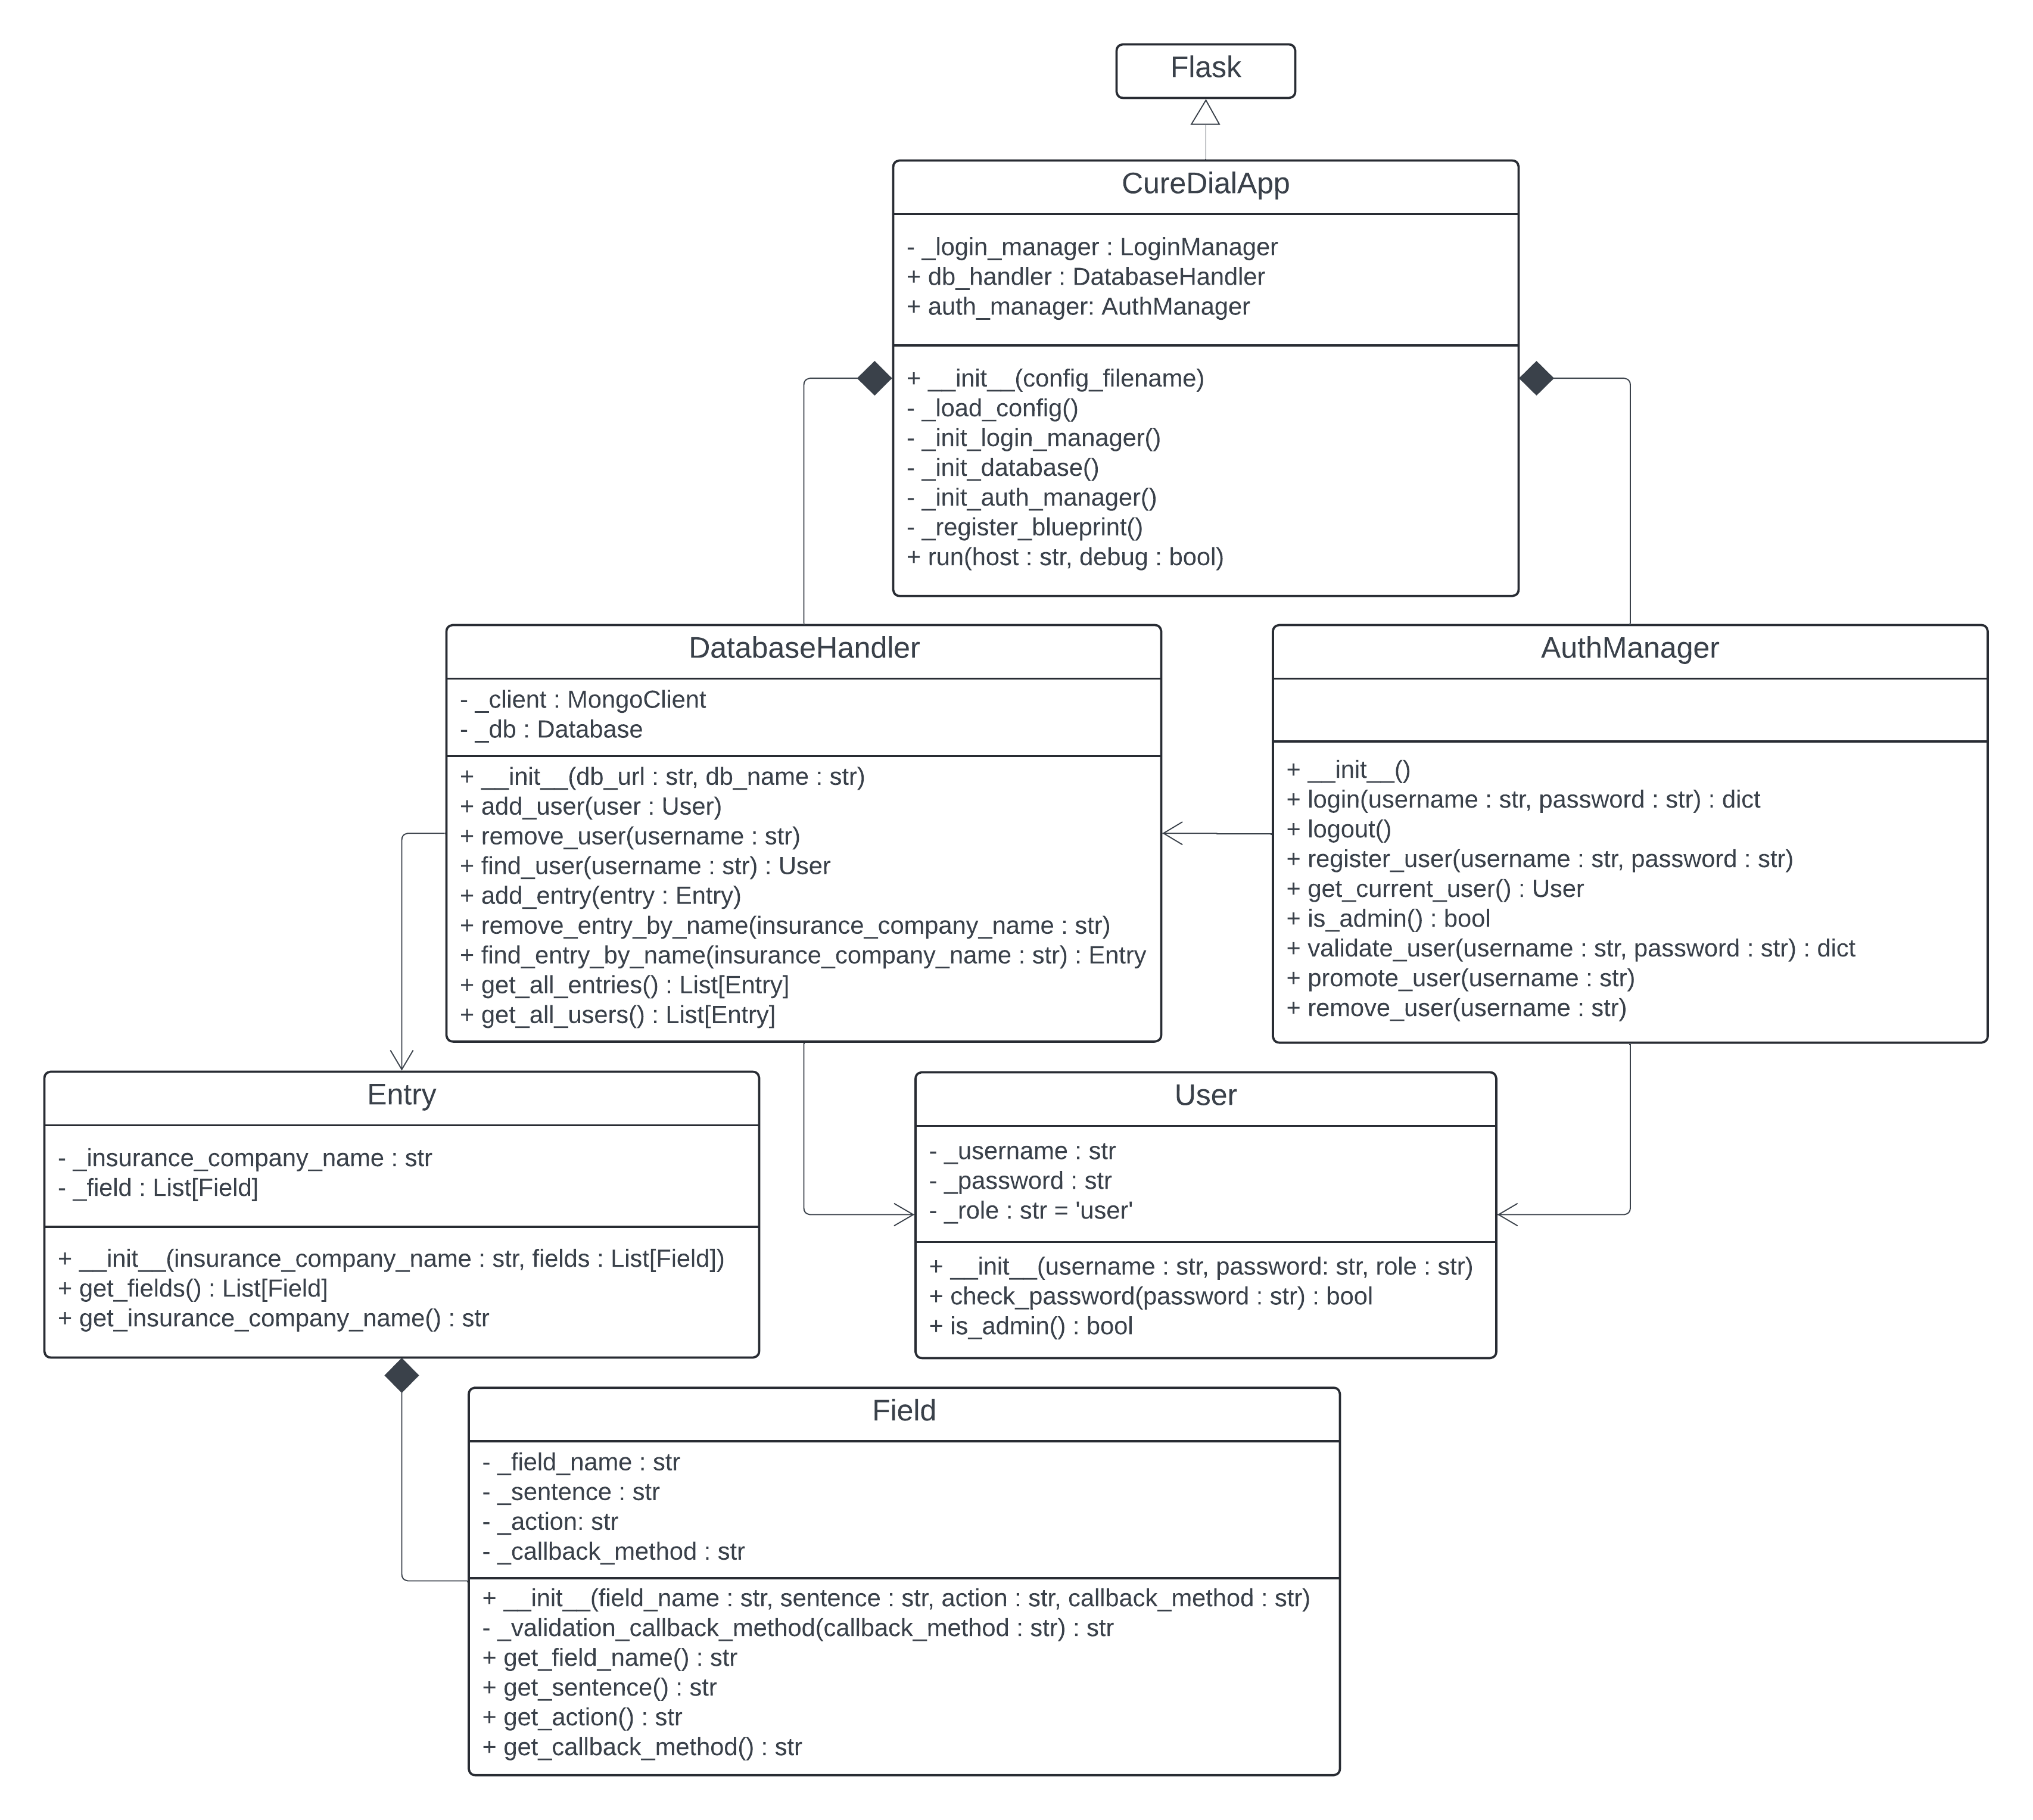 Flask
CureDialApp
- _login_manager : LoginManager
+ db_handler : DatabaseHandler
+ auth_manager: AuthManager
+ __init__(config_filename)
- _load_config()
- _init_login_manager()
- _init_database()
- _init_auth_manager()
- _register_blueprint()
+ run(host : str, debug : bool)
DatabaseHandler
- _client : MongoClient
- _db : Database
+ __init__(db_url : str, db_name : str)
+ add_user(user : User)
+ remove_user(username : str)
+ find_user(username : str) : User
+ add_entry(entry : Entry)
+ remove_entry_by_name(insurance_company_name : str)
+ find_entry_by_name(insurance_company_name : str) : Entry
+ get_all_entries() : List[Entry]
+ get_all_users() : List[Entry]
AuthManager
+ __init__()
+ login(username : str, password : str) : dict
+ logout()
+ register_user(username : str, password : str)
+ get_current_user() : User
+ is_admin() : bool
+ validate_user(username : str, password : str) : dict
+ promote_user(username : str)
+ remove_user(username : str)
Entry
- _insurance_company_name : str
- _field : List[Field]
+ __init__(insurance_company_name : str, fields : List[Field])
+ get_fields() : List[Field]
+ get_insurance_company_name() : str
User
- _username : str
- _password : str
- _role : str = 'user'
+ __init__(username : str, password: str, role : str)
+ check_password(password : str) : bool
+ is_admin() : bool
Field
- _field_name : str
- _sentence : str
- _action: str
- _callback_method : str
+ __init__(field_name : str, sentence : str, action : str, callback_method : str)
- _validation_callback_method(callback_method : str) : str
+ get_field_name() : str
+ get_sentence() : str
+ get_action() : str
+ get_callback_method() : str